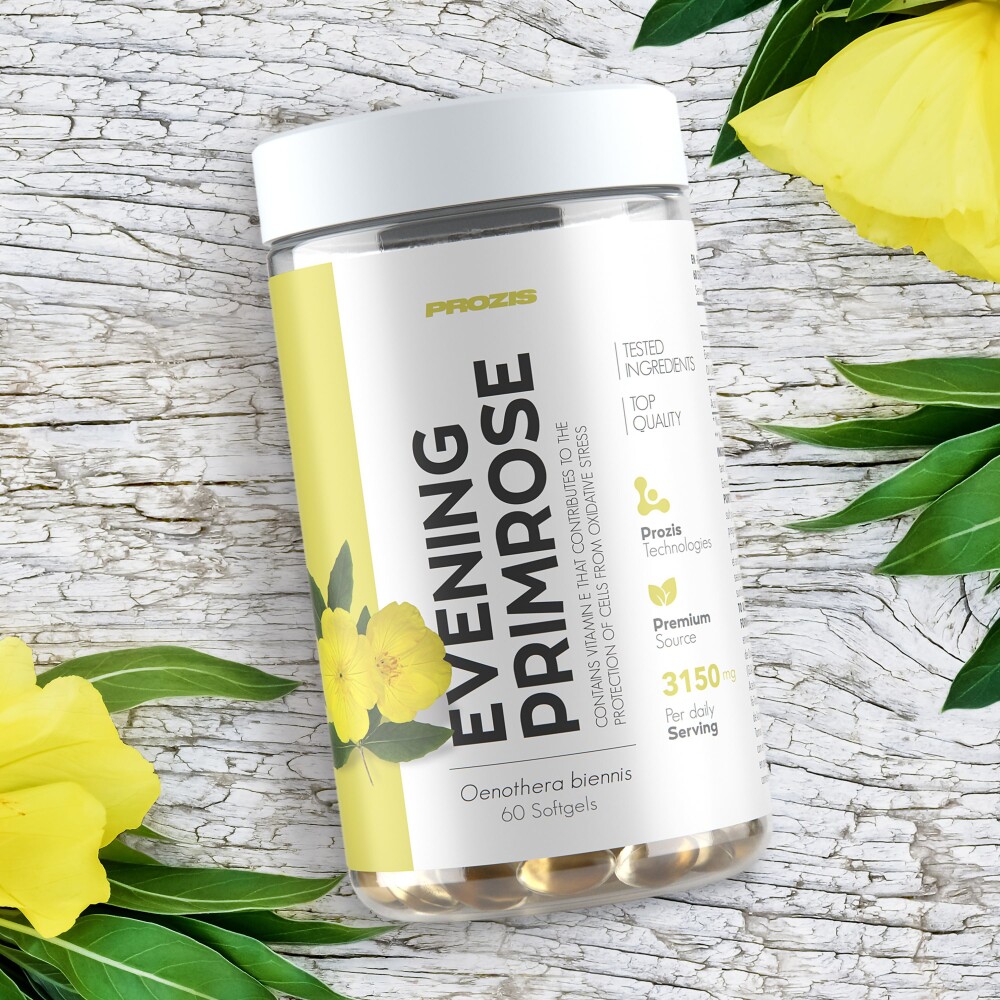 PROZIS
EVENING
PRIMROSE
CONTAINS VITAMIN E THAT CONTRIBUTES TO THE
PROTECTION OF CELLS FROM OXIDATIVE STRESS
Oenothera biennis
60 Softgels
TESTED
INGREDIENTS
TOP
QUALITY
Prozis
Technologies
Premium
Source
3150 mg
Per daily
Serving